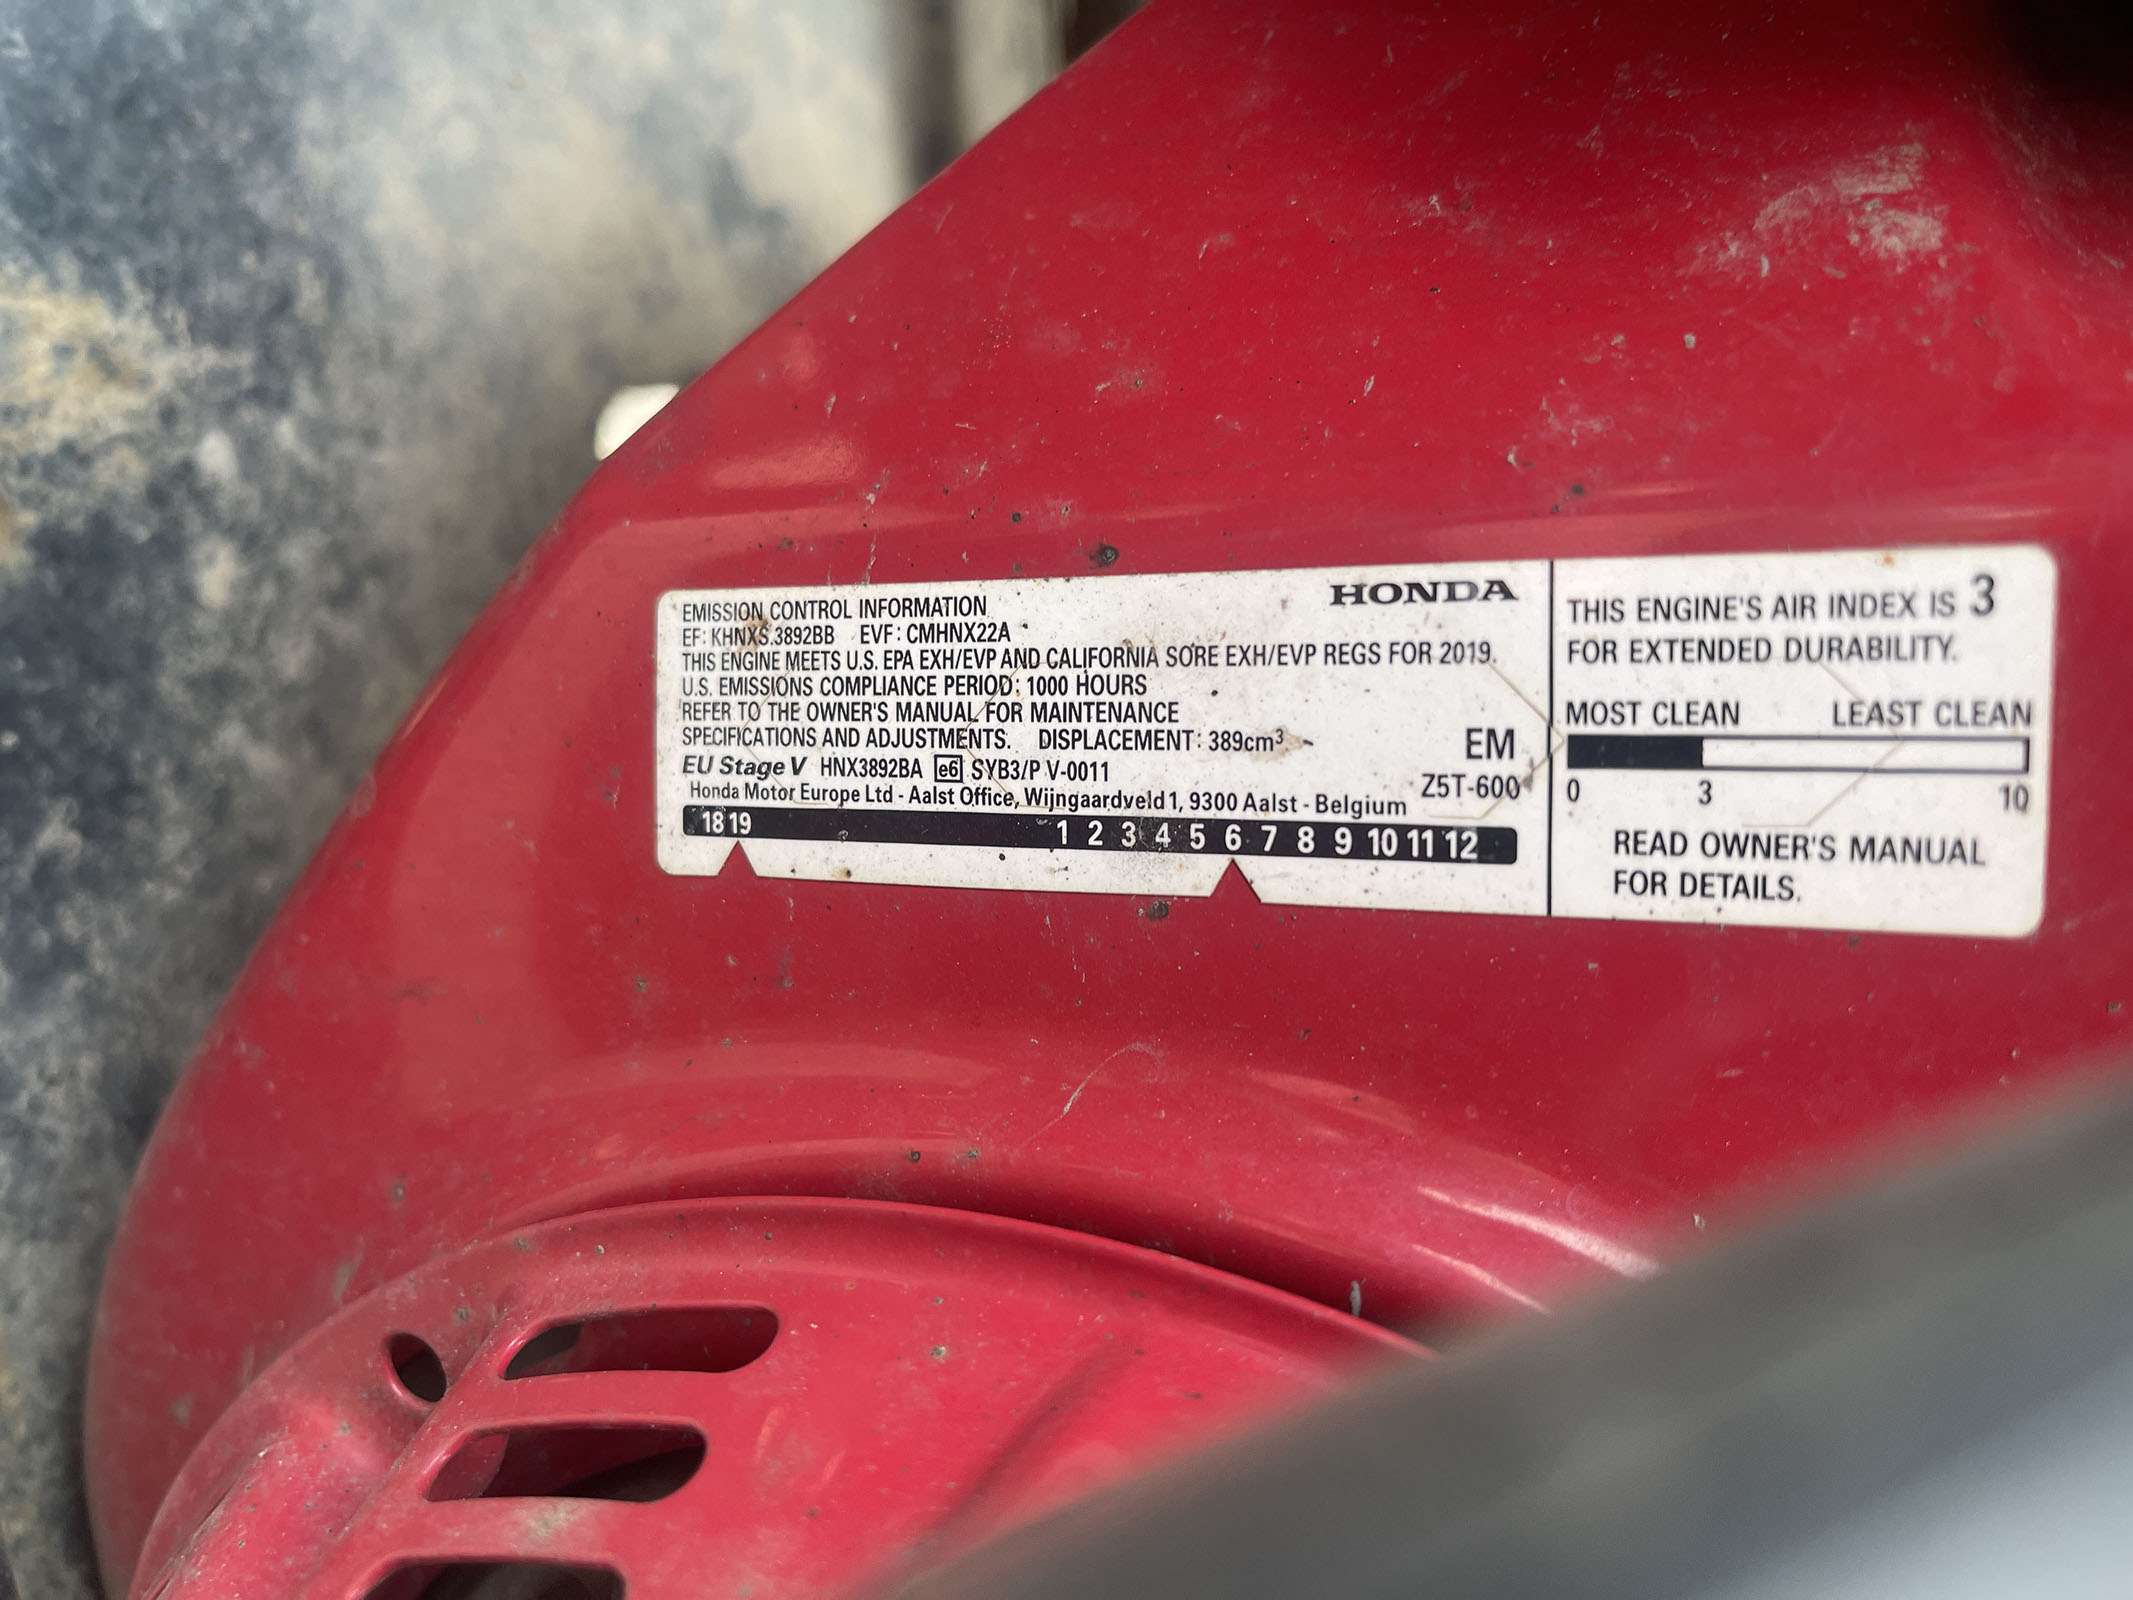 HONDA
EMISSION CONTROL INFORMATION
EF: KHNXS.3892BB EVF: CMHNX22A
THIS ENGINE MEETS U.S. EPA EXH/EVP AND CALIFORNIA SORE EXH/EVP REGS FOR 2019.
U.S. EMISSIONS COMPLIANCE PERIOD: 1000 HOURS
REFER TO THE OWNER'S MANUAL FOR MAINTENANCE
SPECIFICATIONS AND ADJUSTMENTS. DISPLACEMENT: 389cm³
EM
EU Stage V HNX3892BA e6 SYB3/P V-0011
Z5T-600
Honda Motor Europe Ltd - Aalst Office, Wijngaardveld 1, 9300 Aalst - Belgium
18 19 1 2 3 4 5 6 7 8 9 10 11 12
THIS ENGINE'S AIR INDEX IS 3
FOR EXTENDED DURABILITY.
MOST CLEAN LEAST CLEAN
0 3 10
READ OWNER'S MANUAL
FOR DETAILS.